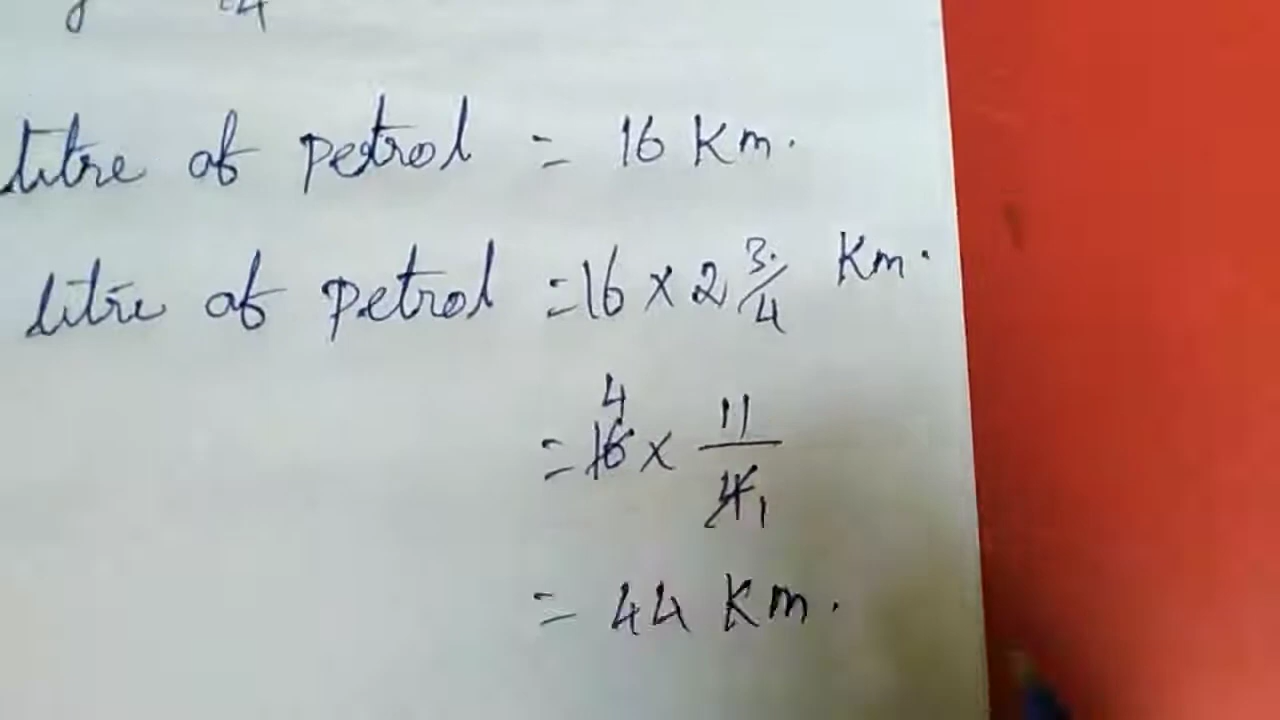 litre of petrol = 16 Km.
litre of petrol = 16 × 2 3/4 Km.
4
= 16 × 11/4 1
= 44 Km.